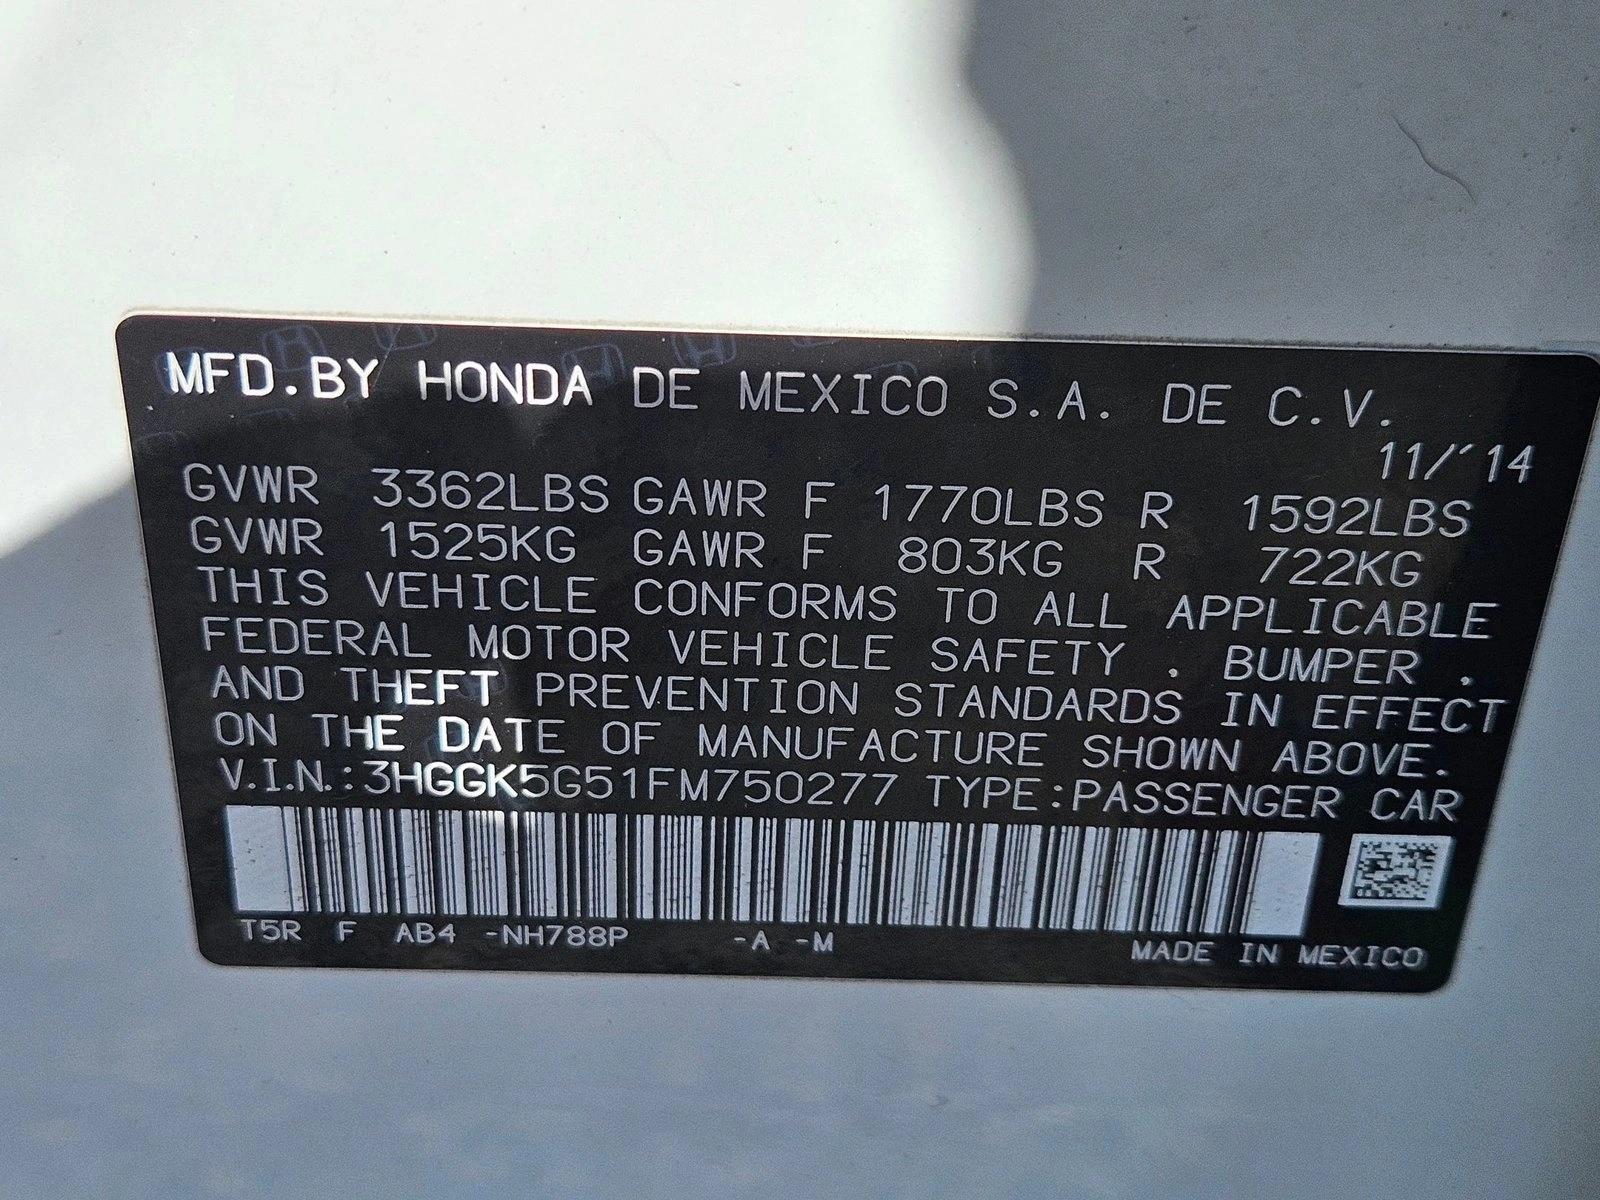 MFD.BY HONDA DE MEXICO S.A. DE C.V.
11/'14
GVWR 3362LBS GAWR F 1770LBS R 1592LBS
GVWR 1525KG GAWR F 803KG R 722KG
THIS VEHICLE CONFORMS TO ALL APPLICABLE
FEDERAL MOTOR VEHICLE SAFETY , BUMPER ,
AND THEFT PREVENTION STANDARDS IN EFFECT
ON THE DATE OF MANUFACTURE SHOWN ABOVE.
V.I.N.:3HGGK5G51FM750277 TYPE:PASSENGER CAR
T5R F AB4 -NH788P -A -M MADE IN MEXICO